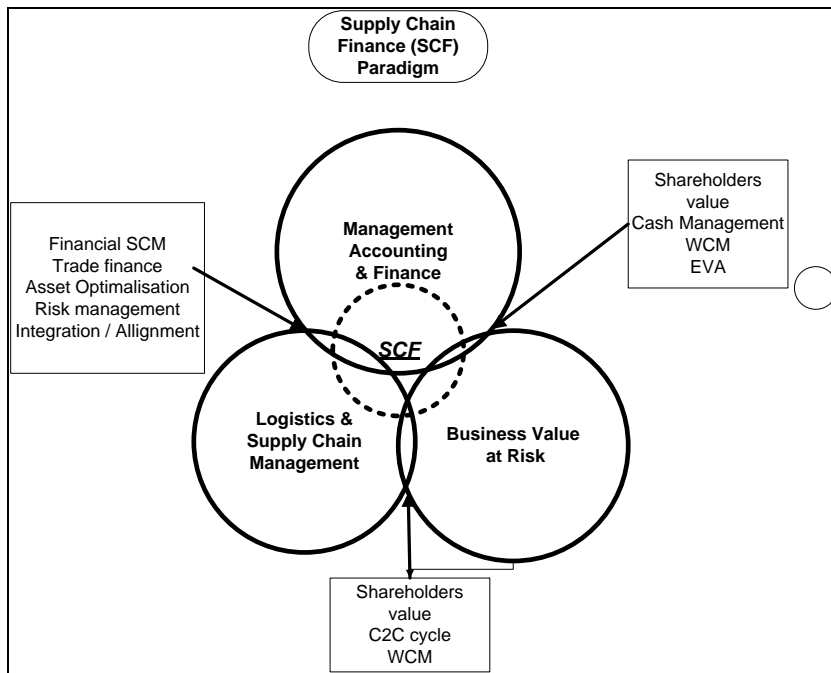 Supply Chain
Finance (SCF)
Paradigm
Shareholders
value
Cash Management
WCM
EVA
Management
Accounting
& Finance
Financial SCM
Trade finance
Asset Optimalisation
Risk management
Integration / Allignment
SCF
Logistics &
Supply Chain
Management
Business Value
at Risk
Shareholders
value
C2C cycle
WCM